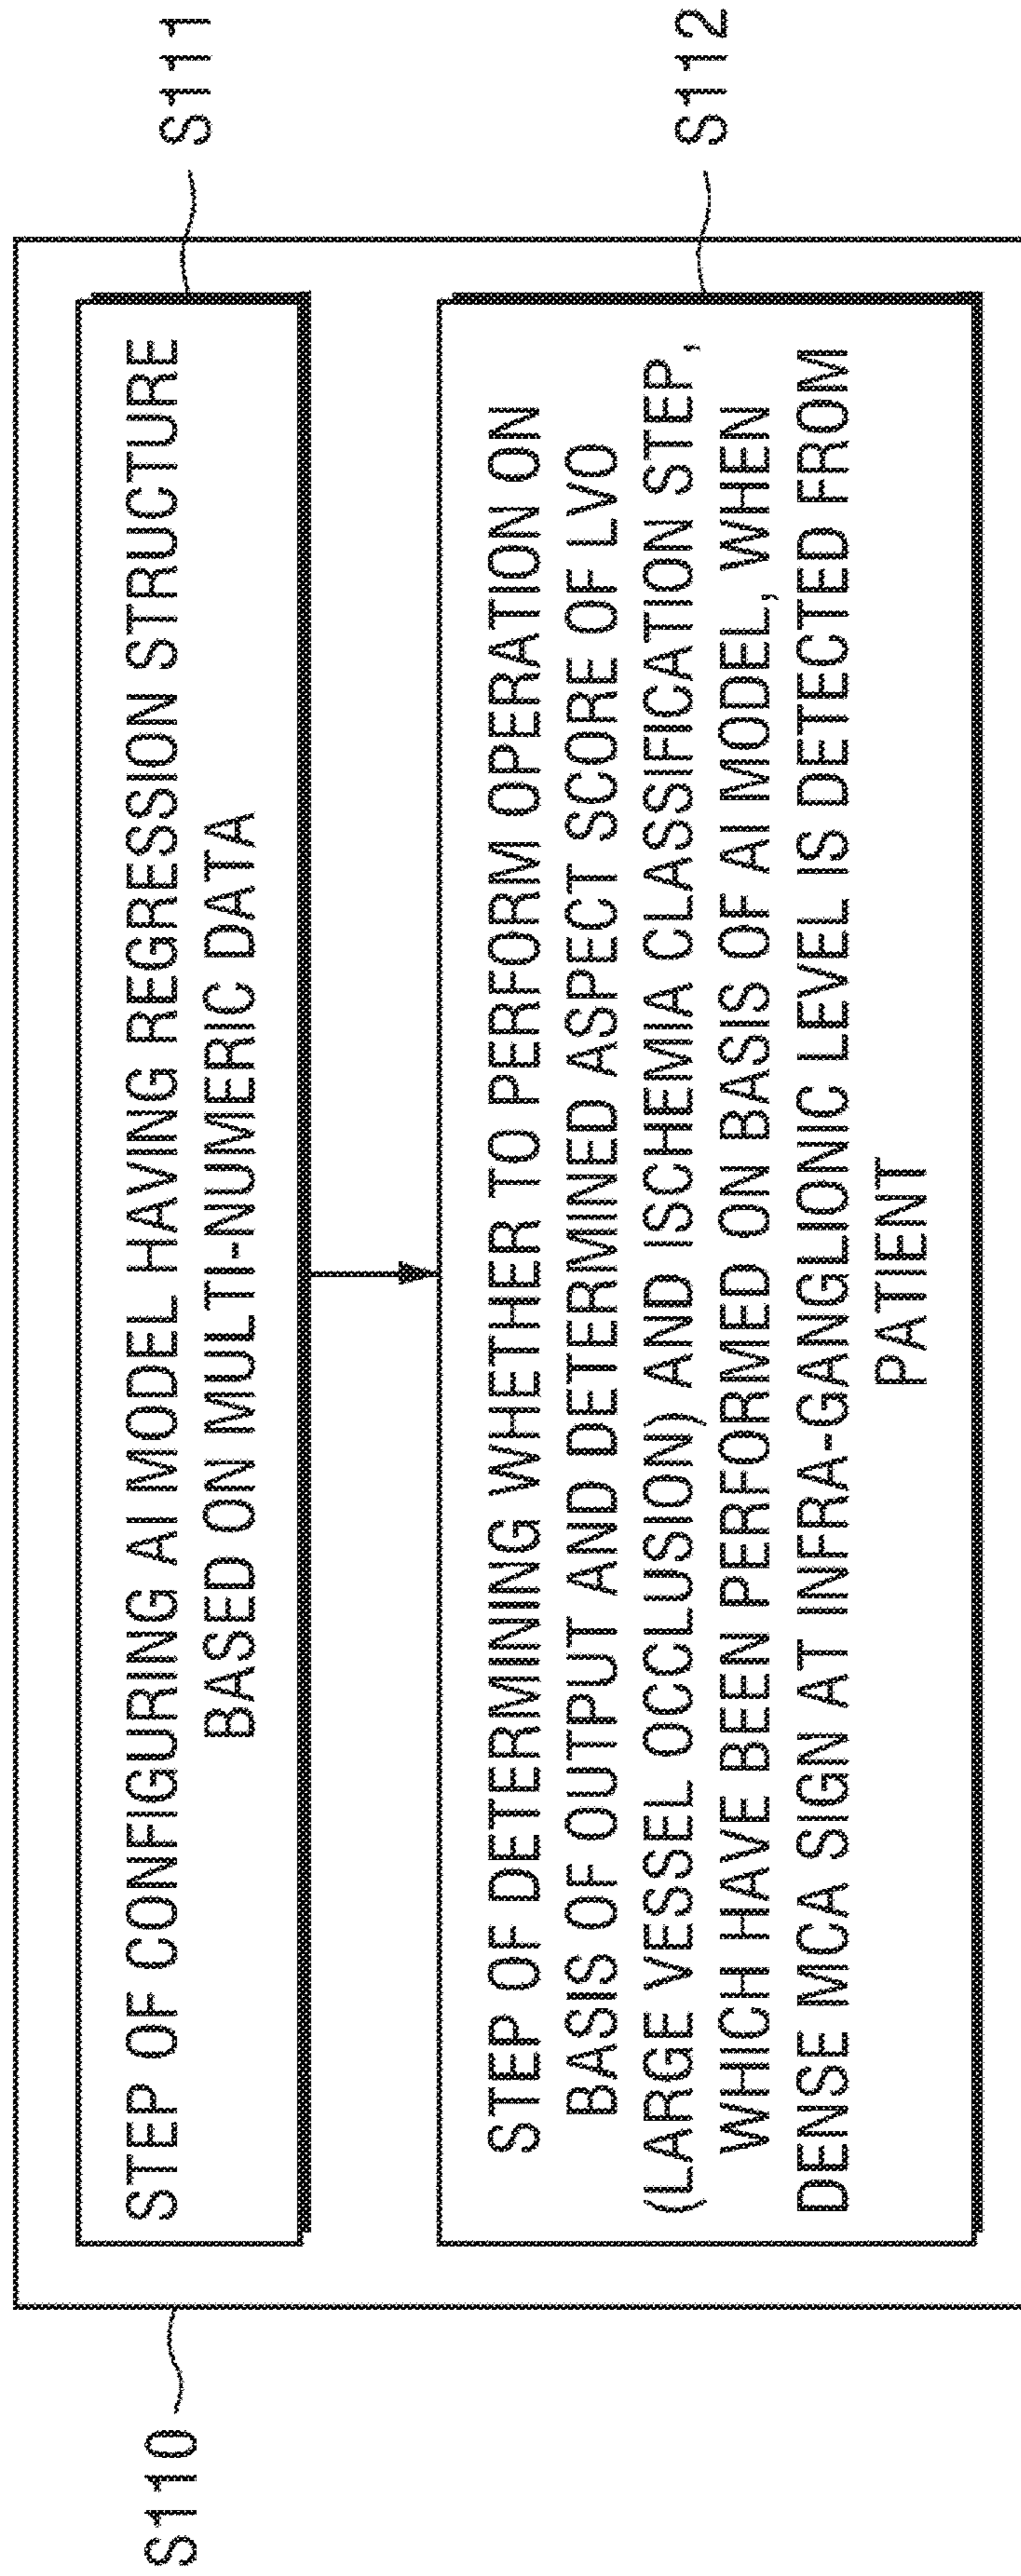 S110
S111
STEP OF CONFIGURING AI MODEL HAVING REGRESSION STRUCTURE
BASED ON MULTI-NUMERIC DATA
S112
STEP OF DETERMINING WHETHER TO PERFORM OPERATION ON
BASIS OF OUTPUT AND DETERMINED ASPECT SCORE OF LVO
(LARGE VESSEL OCCLUSION) AND ISCHEMIA CLASSIFICATION STEP,
WHICH HAVE BEEN PERFORMED ON BASIS OF AI MODEL, WHEN
DENSE MCA SIGN AT INFRA-GANGLIONIC LEVEL IS DETECTED FROM
PATIENT